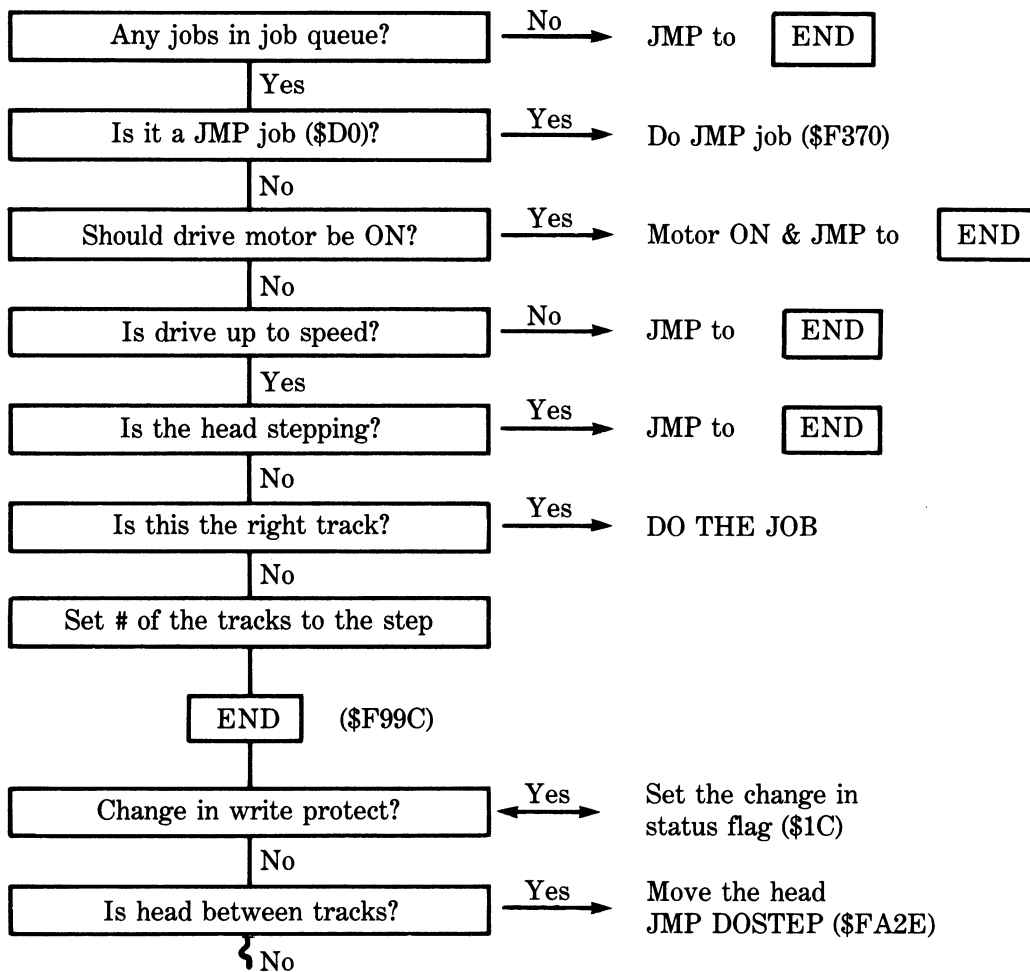 Any jobs in job queue? No JMP to END
Yes
Is it a JMP job ($D0)? Yes Do JMP job ($F370)
No
Should drive motor be ON? Yes Motor ON & JMP to END
No
Is drive up to speed? No JMP to END
Yes
Is the head stepping? Yes JMP to END
No
Is this the right track? Yes DO THE JOB
No
Set # of the tracks to the step
END ($F99C)
Change in write protect? Yes Set the change in
status flag ($1C)
No
Is head between tracks? Yes Move the head
JMP DOSTEP ($FA2E)
No